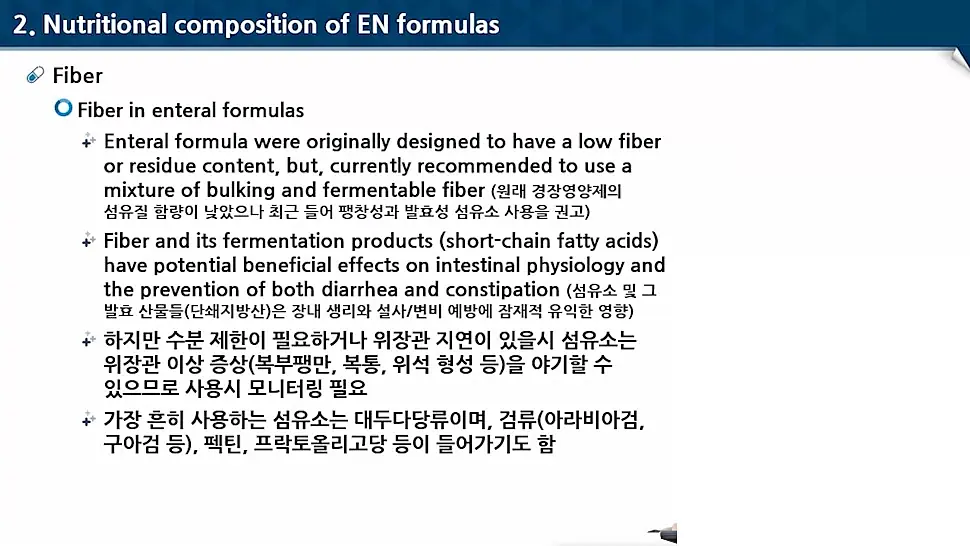 2. Nutritional composition of EN formulas
Fiber
Fiber in enteral formulas
Enteral formula were originally designed to have a low fiber
or residue content, but, currently recommended to use a
mixture of bulking and fermentable fiber (원래 경장영양제의
섬유질 함량이 낮았으나 최근 들어 팽창성과 발효성 섬유소 사용을 권고)
Fiber and its fermentation products (short-chain fatty acids)
have potential beneficial effects on intestinal physiology and
the prevention of both diarrhea and constipation (섬유소 및 그
발효 산물들(단쇄지방산)은 장내 생리와 설사/변비 예방에 잠재적 유익한 영향)
하지만 수분 제한이 필요하거나 위장관 지연이 있을시 섬유소는
위장관 이상 증상(복부팽만, 복통, 위석 형성 등)을 야기할 수
있으므로 사용시 모니터링 필요
가장 흔히 사용하는 섬유소는 대두다당류이며, 검류(아라비아검,
구아검 등), 펙틴, 프락토올리고당 등이 들어가기도 함